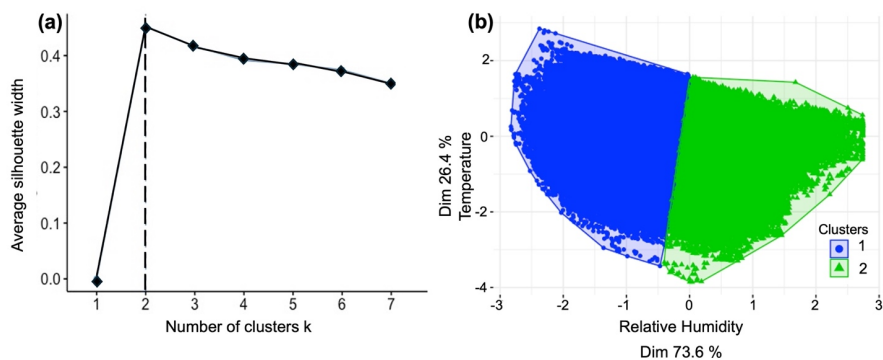 (a)
Average silhouette width
0.4
0.3
0.2
0.1
0.0
1 2 3 4 5 6 7
Number of clusters k
(b)
Dim 26.4 %
Temperature
2
0
-2
-4
-3 -2 -1 0 1 2 3
Relative Humidity
Dim 73.6 %
Clusters
1
2